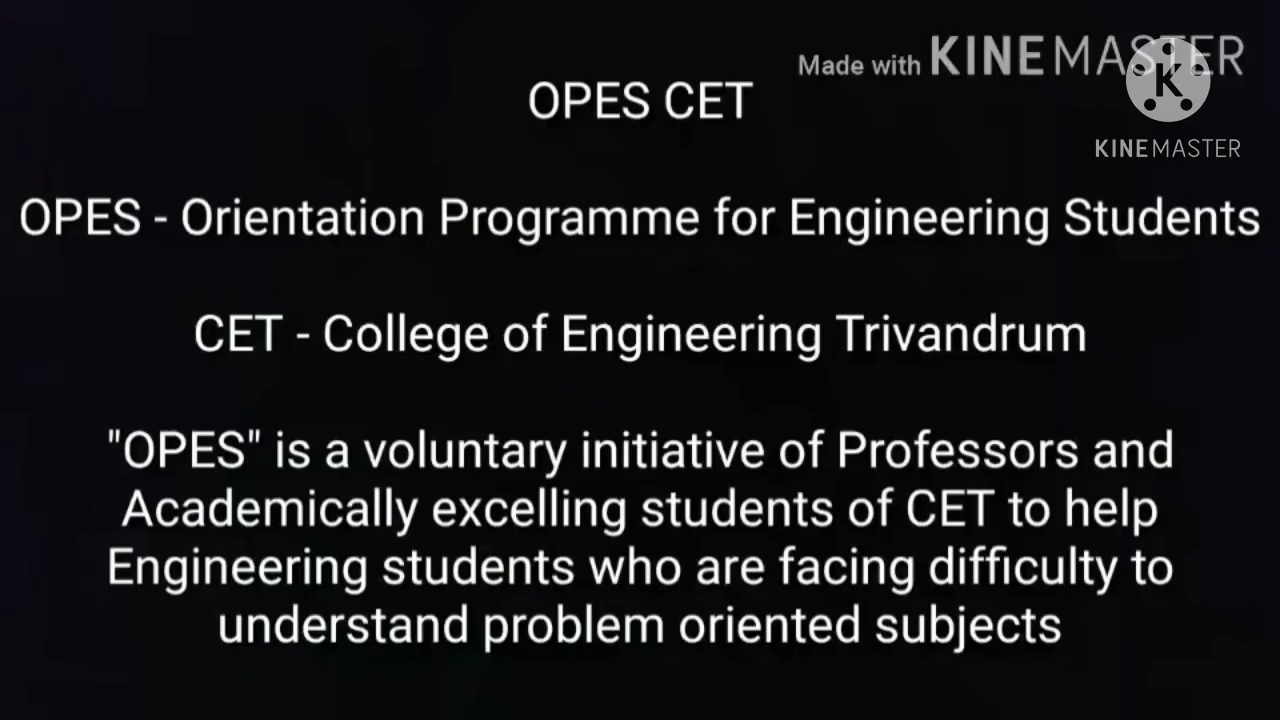 Made with KINEMASTER
K
KINEMASTER
OPES CET
OPES - Orientation Programme for Engineering Students
CET - College of Engineering Trivandrum
"OPES" is a voluntary initiative of Professors and
Academically excelling students of CET to help
Engineering students who are facing difficulty to
understand problem oriented subjects